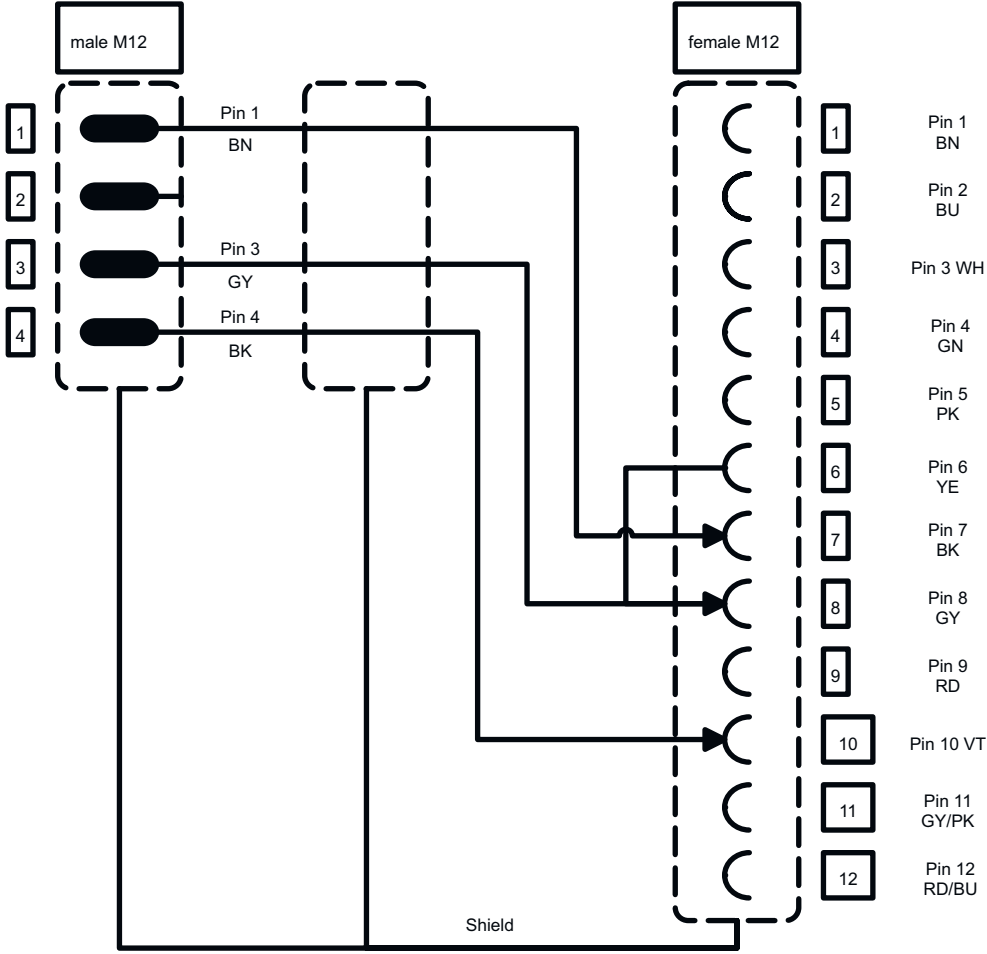 male M12
female M12
1
Pin 1
BN
2
3
Pin 3
GY
4
Pin 4
BK
1
Pin 1
BN
2
Pin 2
BU
3
Pin 3 WH
4
Pin 4
GN
5
Pin 5
PK
6
Pin 6
YE
7
Pin 7
BK
8
Pin 8
GY
9
Pin 9
RD
10
Pin 10 VT
11
Pin 11
GY/PK
12
Pin 12
RD/BU
Shield